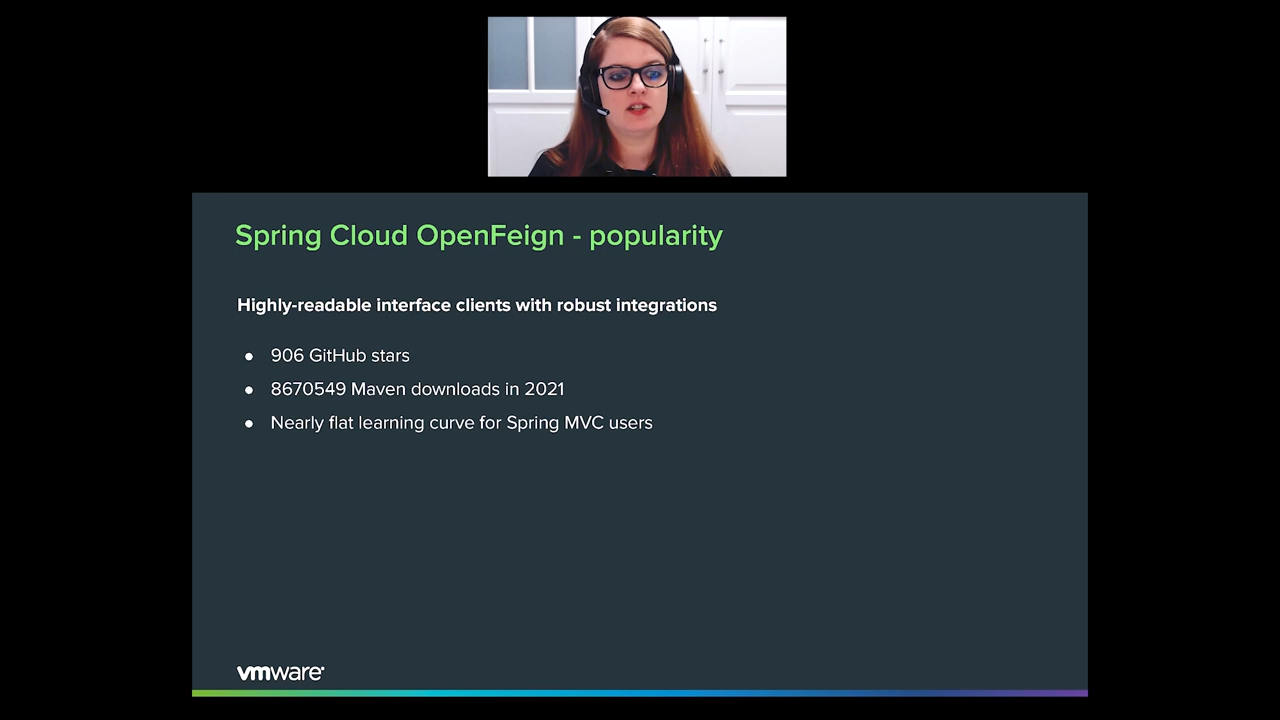 Spring Cloud OpenFeign - popularity
Highly-readable interface clients with robust integrations
● 906 GitHub stars
● 8670549 Maven downloads in 2021
● Nearly flat learning curve for Spring MVC users
vmware®